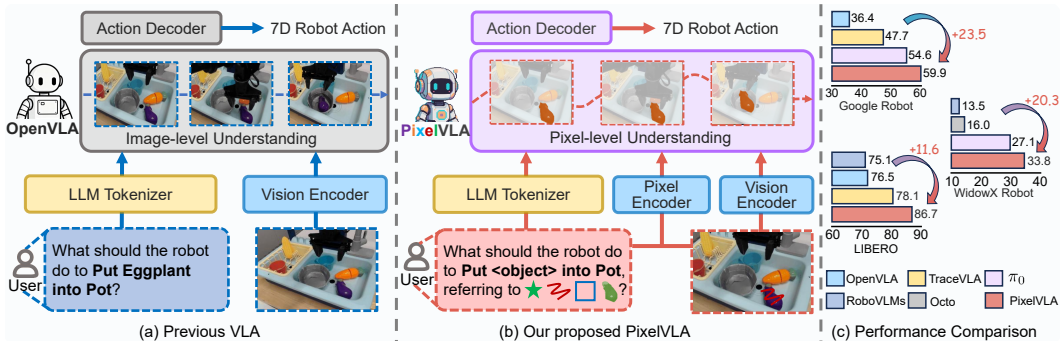 Action Decoder
7D Robot Action
OpenVLA
Image-level Understanding
LLM Tokenizer
Vision Encoder
User
What should the robot
do to Put Eggplant
into Pot?
(a) Previous VLA
Action Decoder
7D Robot Action
PixelVLA
Pixel-level Understanding
LLM Tokenizer
Pixel
Encoder
Vision
Encoder
User
What should the robot do
to Put <object> into Pot,
referring to ?
(b) Our proposed PixelVLA
36.4
47.7
54.6
59.9
+23.5
30 40 50 60
Google Robot
13.5
16.0
27.1
33.8
+20.3
10 20 30 40
WidowX Robot
75.1
76.5
78.1
86.7
+11.6
60 70 80 90
LIBERO
OpenVLA TraceVLA π0
RoboVLMs Octo PixelVLA
(c) Performance Comparison